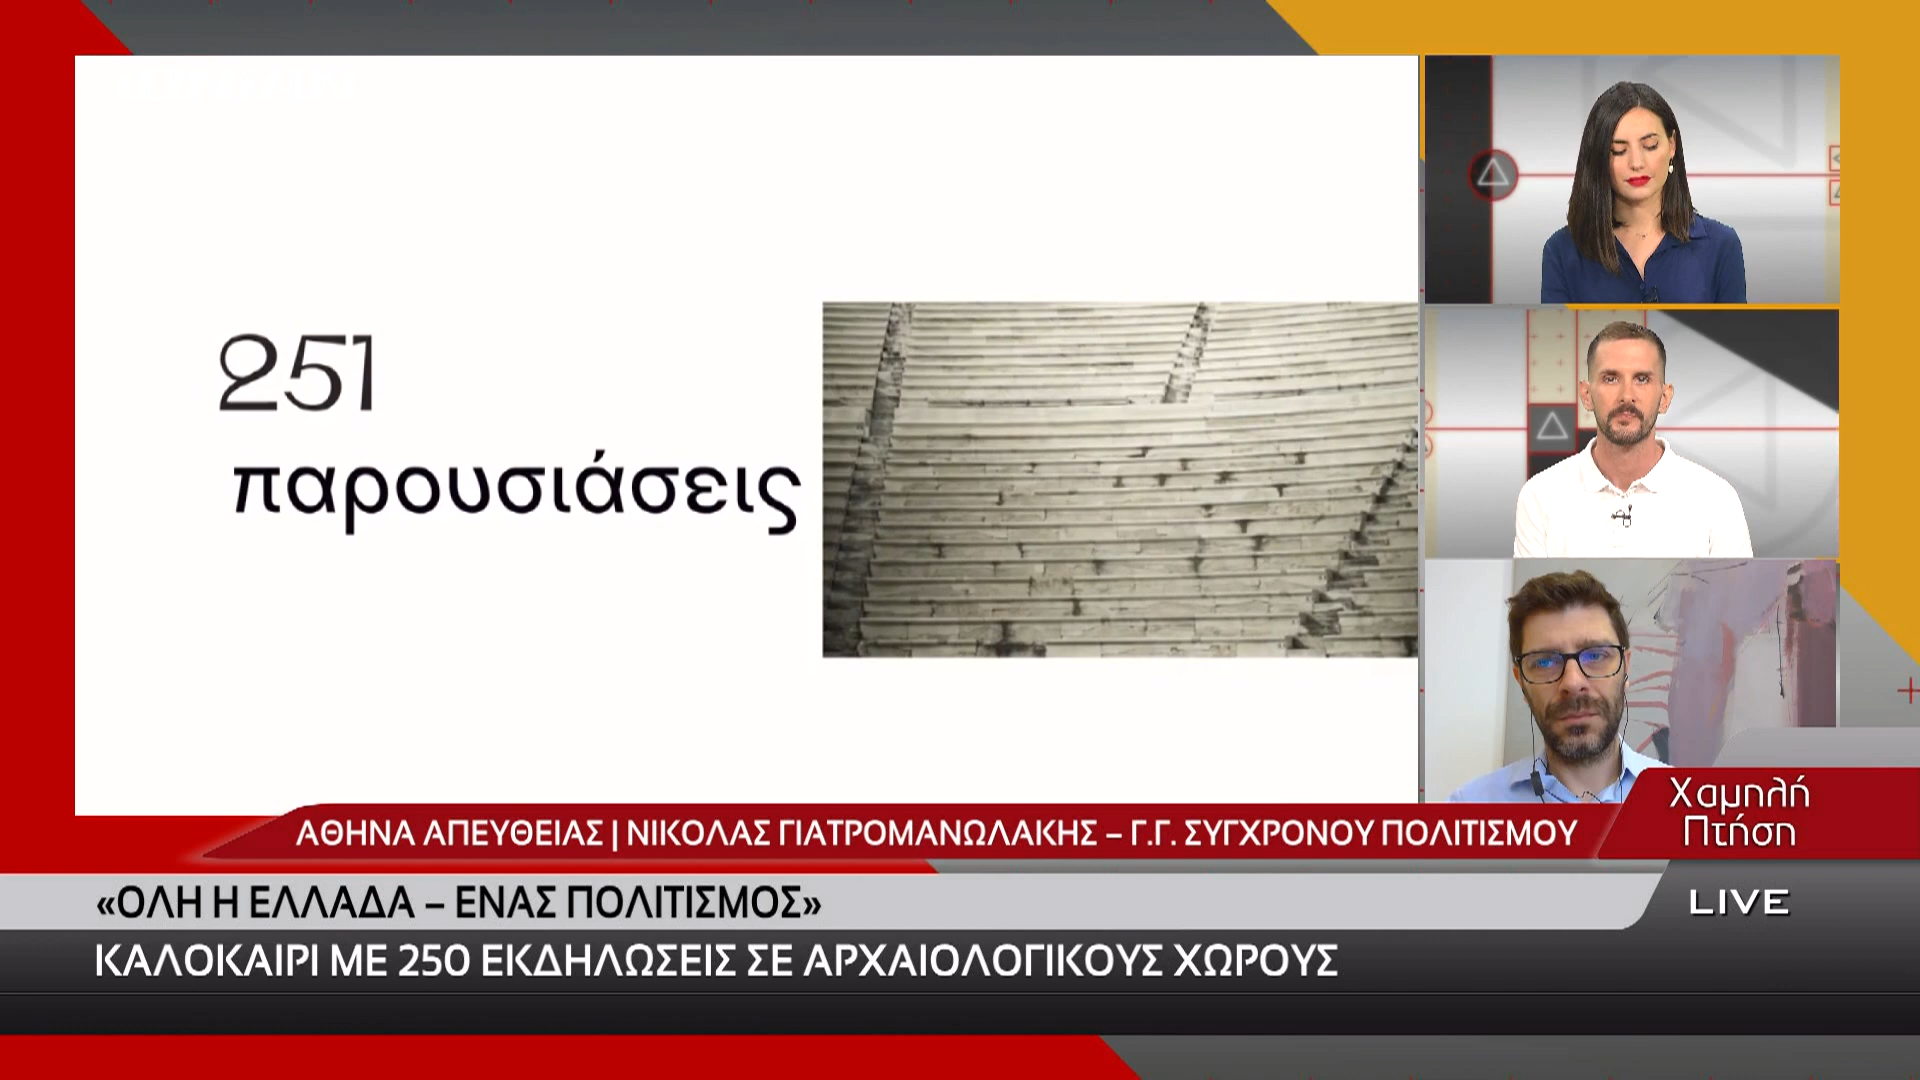 251
παρουσιάσεις
ΑΘΗΝΑ ΑΠΕΥΘΕΙΑΣ | ΝΙΚΟΛΑΣ ΓΙΑΤΡΟΜΑΝΩΛΑΚΗΣ – Γ.Γ. ΣΥΓΧΡΟΝΟΥ ΠΟΛΙΤΙΣΜΟΥ
Χαμηλή
Πτήση
«ΟΛΗ Η ΕΛΛΑΔΑ – ΕΝΑΣ ΠΟΛΙΤΙΣΜΟΣ»
LIVE
ΚΑΛΟΚΑΙΡΙ ΜΕ 250 ΕΚΔΗΛΩΣΕΙΣ ΣΕ ΑΡΧΑΙΟΛΟΓΙΚΟΥΣ ΧΩΡΟΥΣ